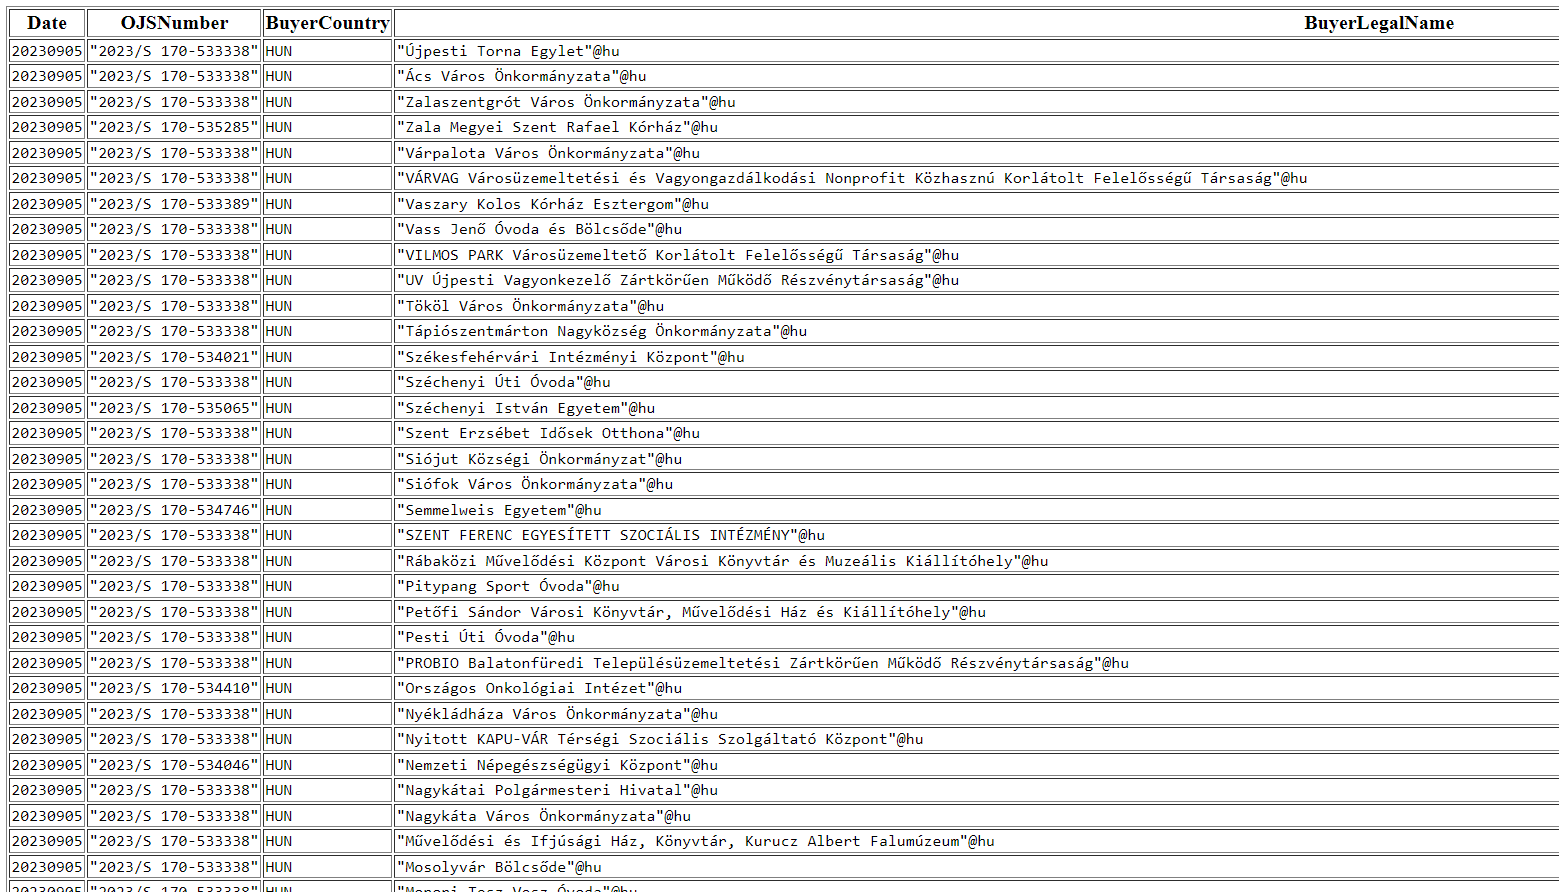 Date OJSNumber BuyerCountry BuyerLegalName
20230905 "2023/S 170-533338" HUN "Újpesti Torna Egylet"@hu
20230905 "2023/S 170-533338" HUN "Ács Város Önkormányzata"@hu
20230905 "2023/S 170-533338" HUN "Zalaszentgrót Város Önkormányzata"@hu
20230905 "2023/S 170-535285" HUN "Zala Megyei Szent Rafael Kórház"@hu
20230905 "2023/S 170-533338" HUN "Várpalota Város Önkormányzata"@hu
20230905 "2023/S 170-533338" HUN "VÁRVAG Városüzemeltetési és Vagyongazdálkodási Nonprofit Közhasznú Korlátolt Felelősségű Társaság"@hu
20230905 "2023/S 170-533389" HUN "Vaszary Kolos Kórház Esztergom"@hu
20230905 "2023/S 170-533338" HUN "Vass Jenő Óvoda és Bölcsőde"@hu
20230905 "2023/S 170-533338" HUN "VILMOS PARK Városüzemeltető Korlátolt Felelősségű Társaság"@hu
20230905 "2023/S 170-533338" HUN "UV Újpesti Vagyonkezelő Zártkörűen Működő Részvénytársaság"@hu
20230905 "2023/S 170-533338" HUN "Tököl Város Önkormányzata"@hu
20230905 "2023/S 170-533338" HUN "Tápiószentmárton Nagyközség Önkormányzata"@hu
20230905 "2023/S 170-534021" HUN "Székesfehérvári Intézményi Központ"@hu
20230905 "2023/S 170-533338" HUN "Széchenyi Úti Óvoda"@hu
20230905 "2023/S 170-535065" HUN "Széchenyi István Egyetem"@hu
20230905 "2023/S 170-533338" HUN "Szent Erzsébet Idősek Otthona"@hu
20230905 "2023/S 170-533338" HUN "Siójut Községi Önkormányzat"@hu
20230905 "2023/S 170-533338" HUN "Siófok Város Önkormányzata"@hu
20230905 "2023/S 170-534746" HUN "Semmelweis Egyetem"@hu
20230905 "2023/S 170-533338" HUN "SZENT FERENC EGYESÍTETT SZOCIÁLIS INTÉZMÉNY"@hu
20230905 "2023/S 170-533338" HUN "Rábaközi Művelődési Központ Városi Könyvtár és Muzeális Kiállítóhely"@hu
20230905 "2023/S 170-533338" HUN "Pitypang Sport Óvoda"@hu
20230905 "2023/S 170-533338" HUN "Petőfi Sándor Városi Könyvtár, Művelődési Ház és Kiállítóhely"@hu
20230905 "2023/S 170-533338" HUN "Pesti Úti Óvoda"@hu
20230905 "2023/S 170-533338" HUN "PROBIO Balatonfüredi Településüzemeltetési Zártkörűen Működő Részvénytársaság"@hu
20230905 "2023/S 170-534410" HUN "Országos Onkológiai Intézet"@hu
20230905 "2023/S 170-533338" HUN "Nyékládháza Város Önkormányzata"@hu
20230905 "2023/S 170-533338" HUN "Nyitott KAPU-VÁR Térségi Szociális Szolgáltató Központ"@hu
20230905 "2023/S 170-534046" HUN "Nemzeti Népegészségügyi Központ"@hu
20230905 "2023/S 170-533338" HUN "Nagykátai Polgármesteri Hivatal"@hu
20230905 "2023/S 170-533338" HUN "Nagykáta Város Önkormányzata"@hu
20230905 "2023/S 170-533338" HUN "Művelődési és Ifjúsági Ház, Könyvtár, Kurucz Albert Falumúzeum"@hu
20230905 "2023/S 170-533338" HUN "Mosolyvár Bölcsőde"@hu
20230905 "2023/S 170-533338" HUN